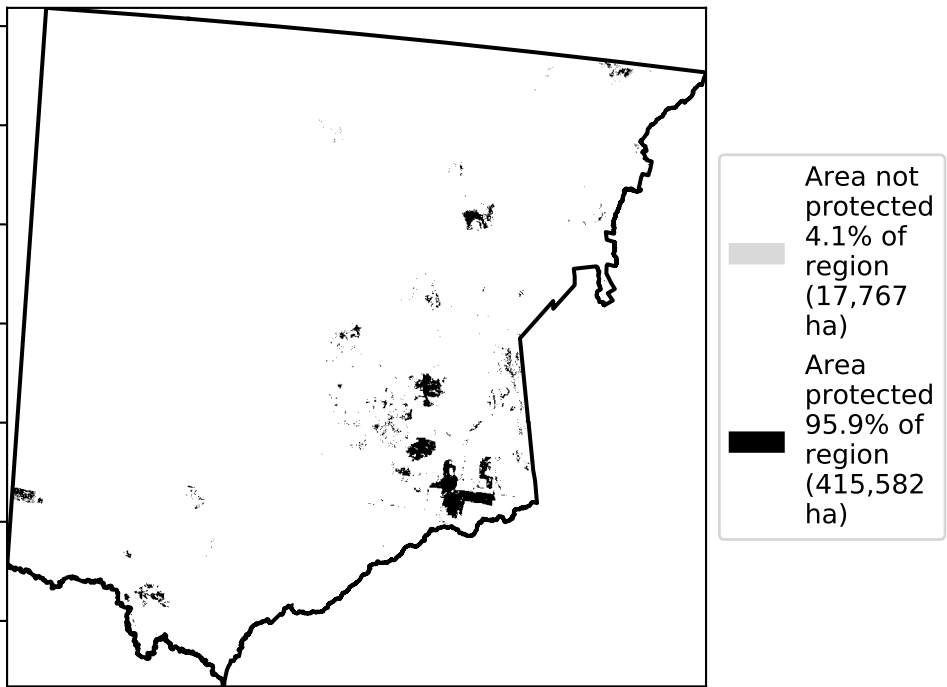 Area not
protected
4.1% of
region
(17,767
ha)
Area
protected
95.9% of
region
(415,582
ha)